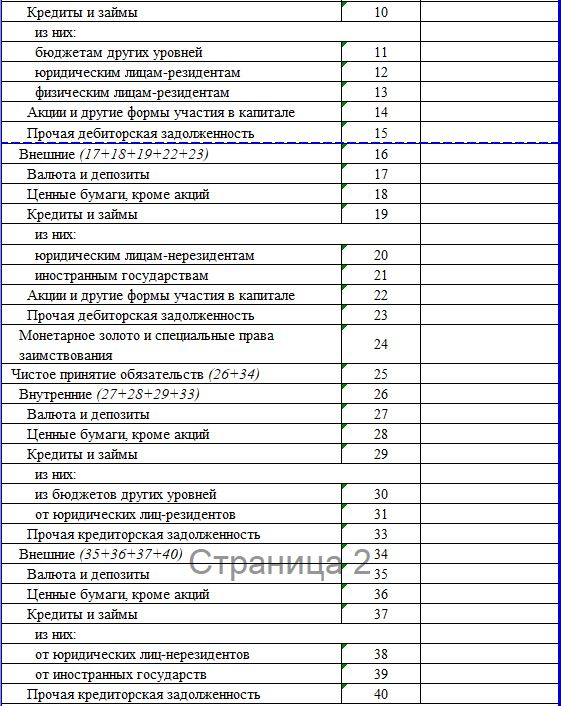 Кредиты и займы 10
из них:
бюджетам других уровней 11
юридическим лицам-резидентам 12
физическим лицам-резидентам 13
Акции и другие формы участия в капитале 14
Прочая дебиторская задолженность 15
Внешние (17+18+19+22+23) 16
Валюта и депозиты 17
Ценные бумаги, кроме акций 18
Кредиты и займы 19
из них:
юридическим лицам-нерезидентам 20
иностранным государствам 21
Акции и другие формы участия в капитале 22
Прочая дебиторская задолженность 23
Монетарное золото и специальные права
заимствования 24
Чистое принятие обязательств (26+34) 25
Внутренние (27+28+29+33) 26
Валюта и депозиты 27
Ценные бумаги, кроме акций 28
Кредиты и займы 29
из них:
из бюджетов других уровней 30
от юридических лиц-резидентов 31
Прочая кредиторская задолженность 33
Внешние (35+36+37+40) 34
Страница 2
Валюта и депозиты 35
Ценные бумаги, кроме акций 36
Кредиты и займы 37
из них:
от юридических лиц-нерезидентов 38
от иностранных государств 39
Прочая кредиторская задолженность 40